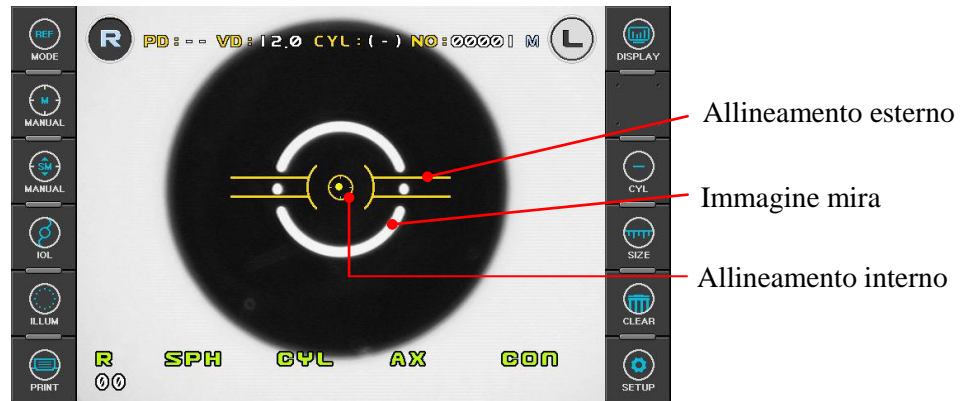 REF
MODE
M
MANUAL
SM
MANUAL
IOL
ILLUM
PRINT
R PD:-- VD:12.0 CYL:(-) NO:00001 M L
R SPH CYL AX CON
00
DISPLAY
CYL
SIZE
CLEAR
SETUP
Allineamento esterno
Immagine mira
Allineamento interno